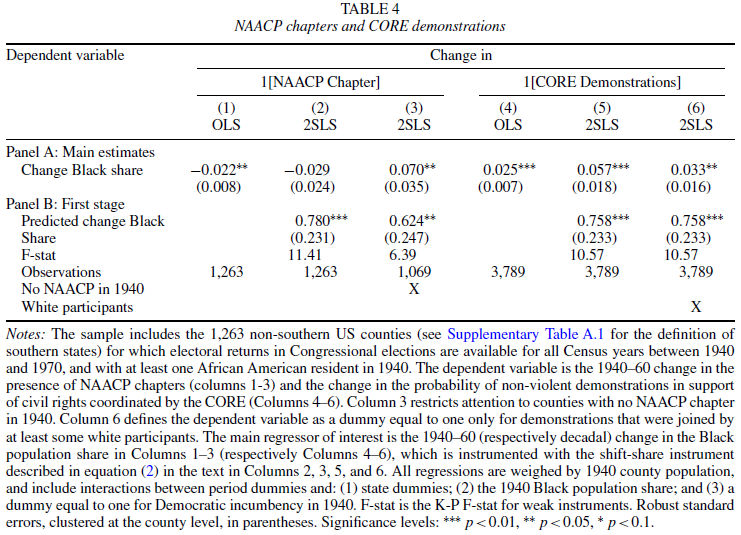 TABLE 4
NAACP chapters and CORE demonstrations
Dependent variable Change in
1[NAACP Chapter] 1[CORE Demonstrations]
(1) (2) (3) (4) (5) (6)
OLS 2SLS 2SLS OLS 2SLS 2SLS
Panel A: Main estimates
Change Black share −0.022** −0.029 0.070** 0.025*** 0.057*** 0.033**
(0.008) (0.024) (0.035) (0.007) (0.018) (0.016)
Panel B: First stage
Predicted change Black 0.780*** 0.624** 0.758*** 0.758***
Share (0.231) (0.247) (0.233) (0.233)
F-stat 11.41 6.39 10.57 10.57
Observations 1,263 1,263 1,069 3,789 3,789 3,789
No NAACP in 1940 X
White participants X
Notes: The sample includes the 1,263 non-southern US counties (see Supplementary Table A.1 for the definition of
southern states) for which electoral returns in Congressional elections are available for all Census years between 1940
and 1970, and with at least one African American resident in 1940. The dependent variable is the 1940–60 change in the
presence of NAACP chapters (columns 1-3) and the change in the probability of non-violent demonstrations in support
of civil rights coordinated by the CORE (Columns 4–6). Column 3 restricts attention to counties with no NAACP chapter
in 1940. Column 6 defines the dependent variable as a dummy equal to one only for demonstrations that were joined by
at least some white participants. The main regressor of interest is the 1940–60 (respectively decadal) change in the Black
population share in Columns 1–3 (respectively Columns 4–6), which is instrumented with the shift-share instrument
described in equation (2) in the text in Columns 2, 3, 5, and 6. All regressions are weighed by 1940 county population,
and include interactions between period dummies and: (1) state dummies; (2) the 1940 Black population share; and (3) a
dummy equal to one for Democratic incumbency in 1940. F-stat is the K-P F-stat for weak instruments. Robust standard
errors, clustered at the county level, in parentheses. Significance levels: *** p<0.01, ** p<0.05, * p<0.1.